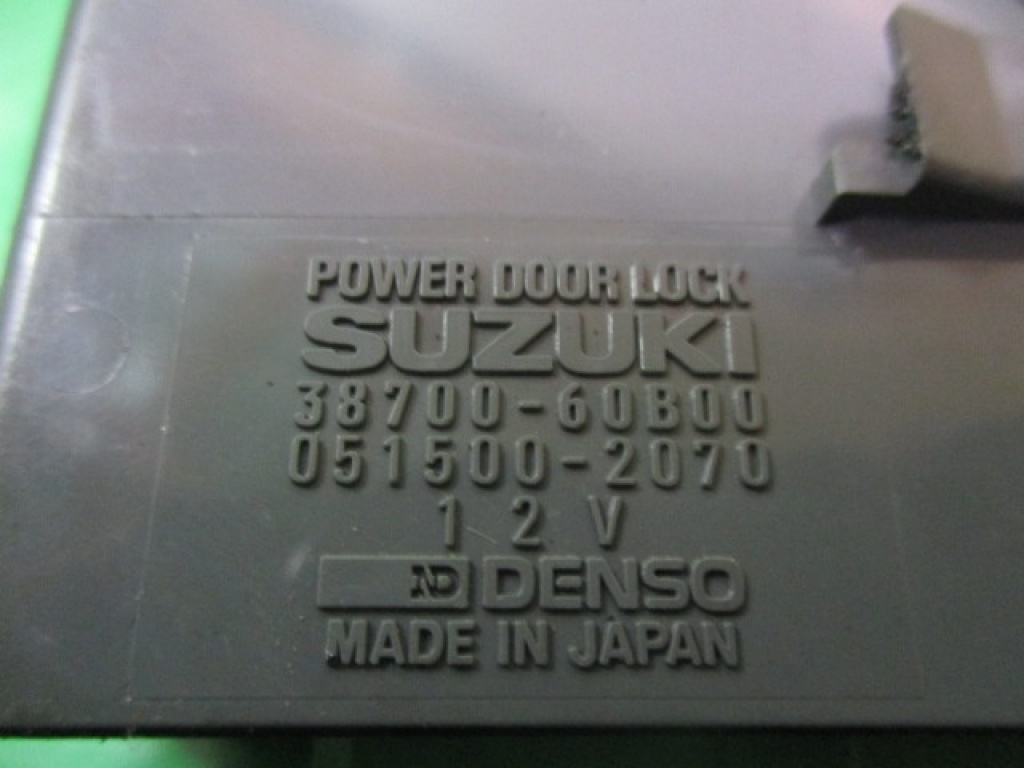 POWER DOOR LOCK
SUZUKI
38700-60B00
051500-2070
12V
ND DENSO
MADE IN JAPAN